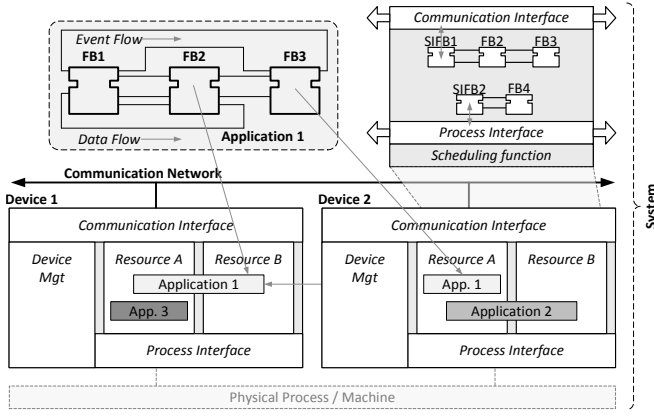 Event Flow
FB1 FB2 FB3
Data Flow
Application 1
Communication Interface
SIFB1 FB2 FB3
SIFB2 FB4
Process Interface
Scheduling function
Communication Network
Device 1
Communication Interface
Device
Mgt
Resource A
Resource B
Application 1
App. 3
Process Interface
Device 2
Communication Interface
Device
Mgt
Resource A
Resource B
App. 1
Application 2
Process Interface
Physical Process / Machine
System